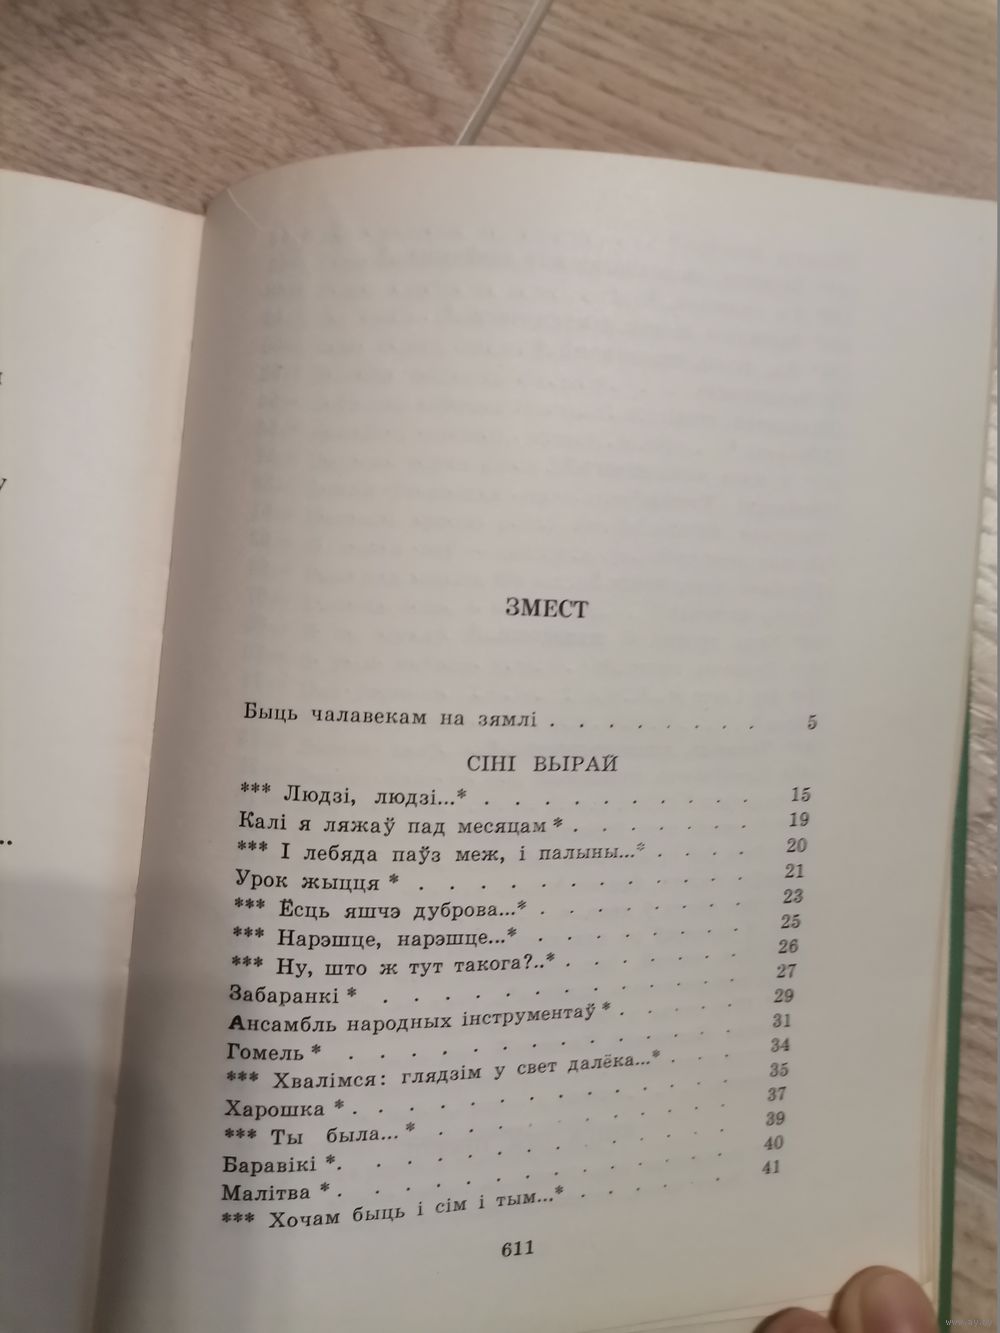 ЗМЕСТ
Быць чалавекам на зямлі . . . . . . . . 5
СІНІ ВЫРАЙ
*** Людзі, людзі...* . . . . . . . . . . 15
Калі я ляжаў пад месяцам * . . . . . . . 19
*** І лебяда паўз меж, і палыны...* . . . . 20
Урок жыцця * . . . . . . . . . . . 21
*** Ёсць яшчэ дуброва...* . . . . . . . . 23
*** Нарэшце, нарэшце...* . . . . . . . . 25
*** Ну, што ж тут такога?..* . . . . . . . 26
Забаранкі * . . . . . . . . . . . . 27
Ансамбль народных інструментаў * . . . . . 29
Гомель * . . . . . . . . . . . . . 31
*** Хвалімся: глядзім у свет далёка...* . . . 34
Харошка * . . . . . . . . . . . . . 35
*** Ты была...* . . . . . . . . . . . 37
Баравікі *. . . . . . . . . . . . . 39
Малітва * . . . . . . . . . . . . . 40
*** Хочам быць і сім і тым...* . . . . . . 41
611
у
..
www.ay.by